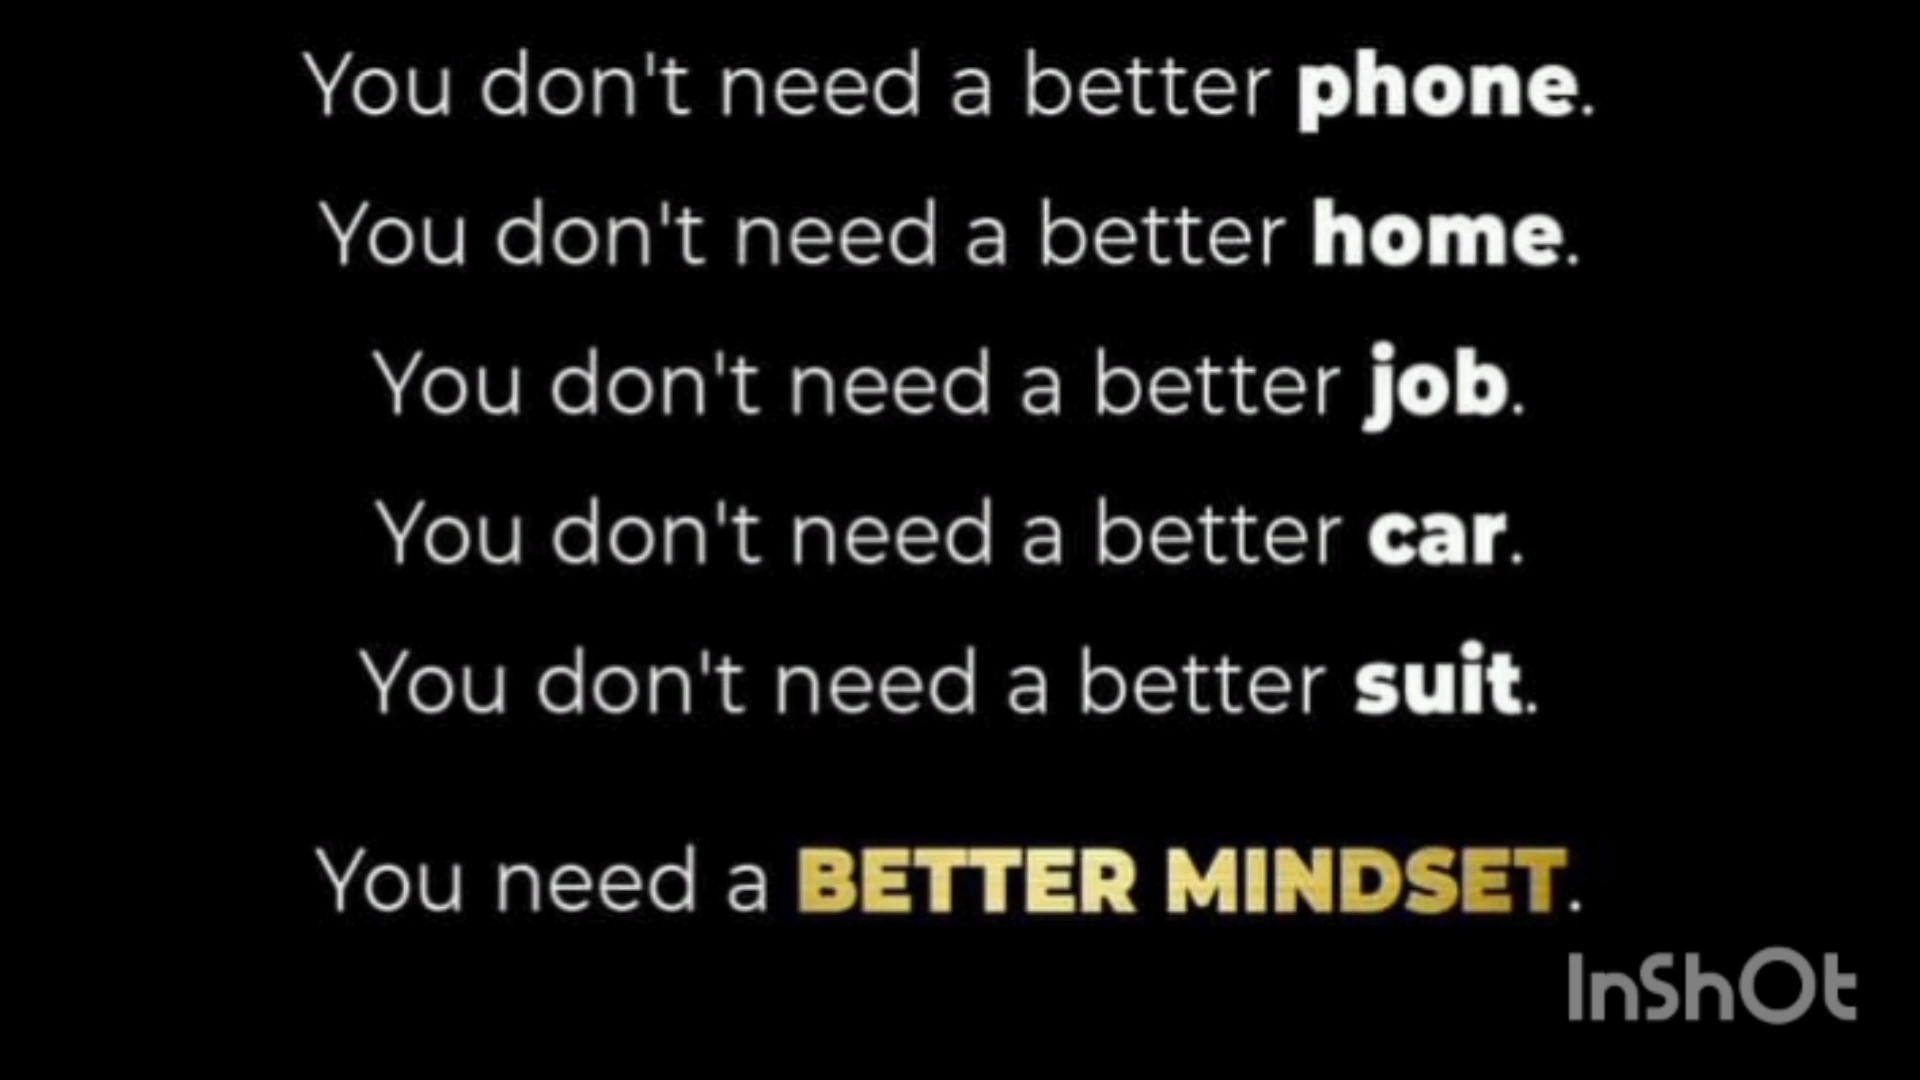 You don't need a better phone.
You don't need a better home.
You don't need a better job.
You don't need a better car.
You don't need a better suit.
You need a BETTER MINDSET.
InShOt